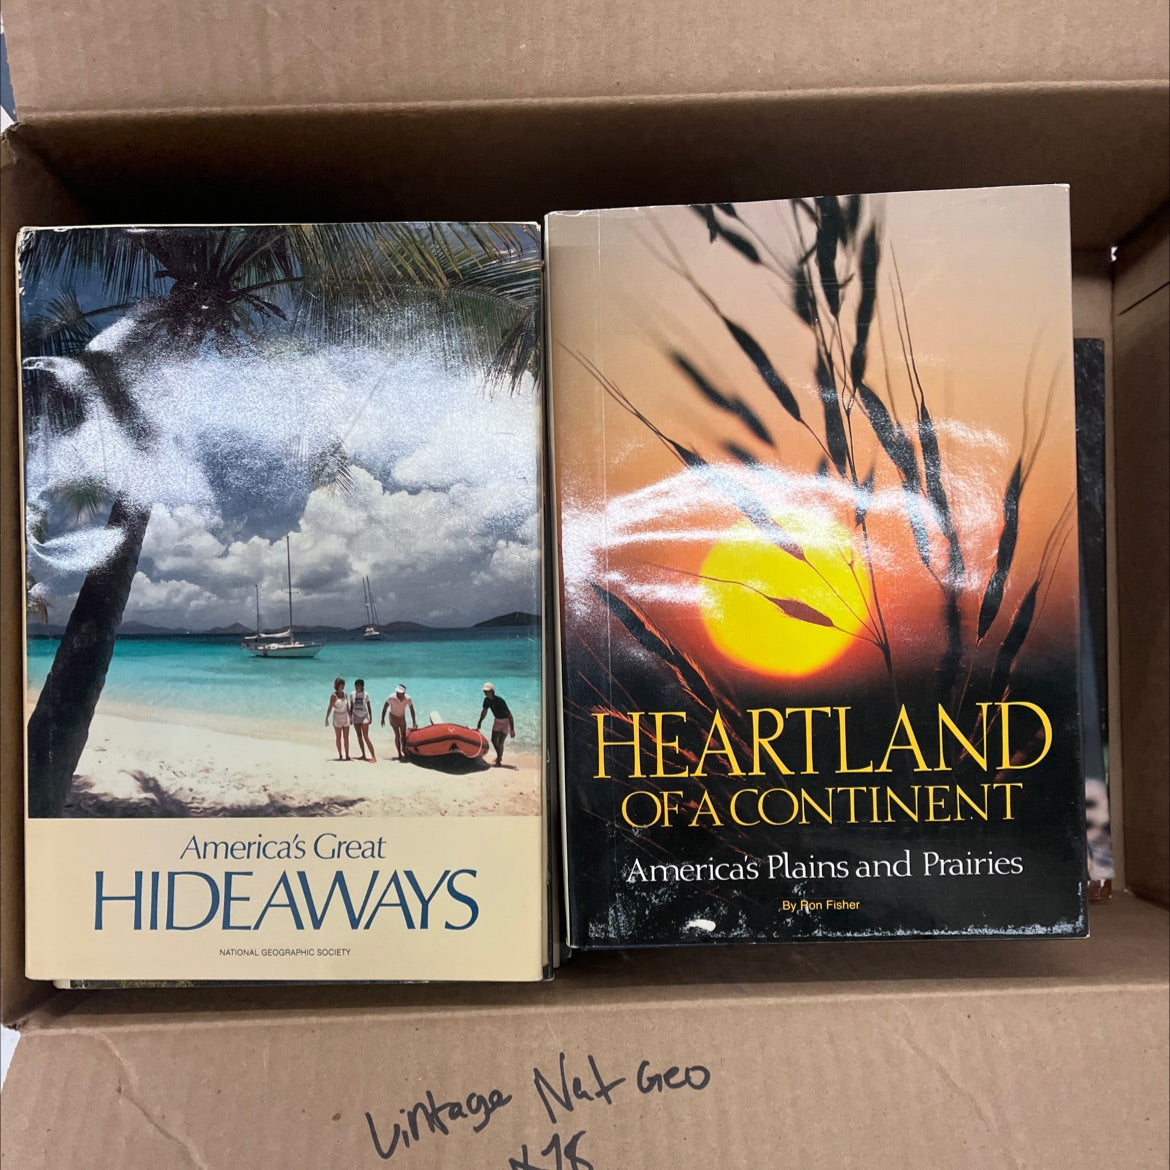 America's Great
HIDEAWAYS
NATIONAL GEOGRAPHIC SOCIETY
HEARTLAND
OF A CONTINENT
America's Plains and Prairies
By Ron Fisher
Vintage Nat Geo
x78